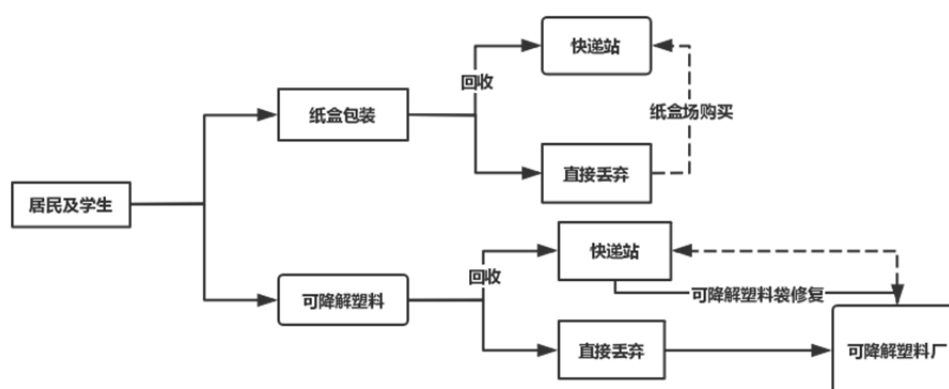 快递站
回收
纸盒包装
纸盒场购买
直接丢弃
居民及学生
快递站
回收
可降解塑料
可降解塑料袋修复
直接丢弃
可降解塑料厂